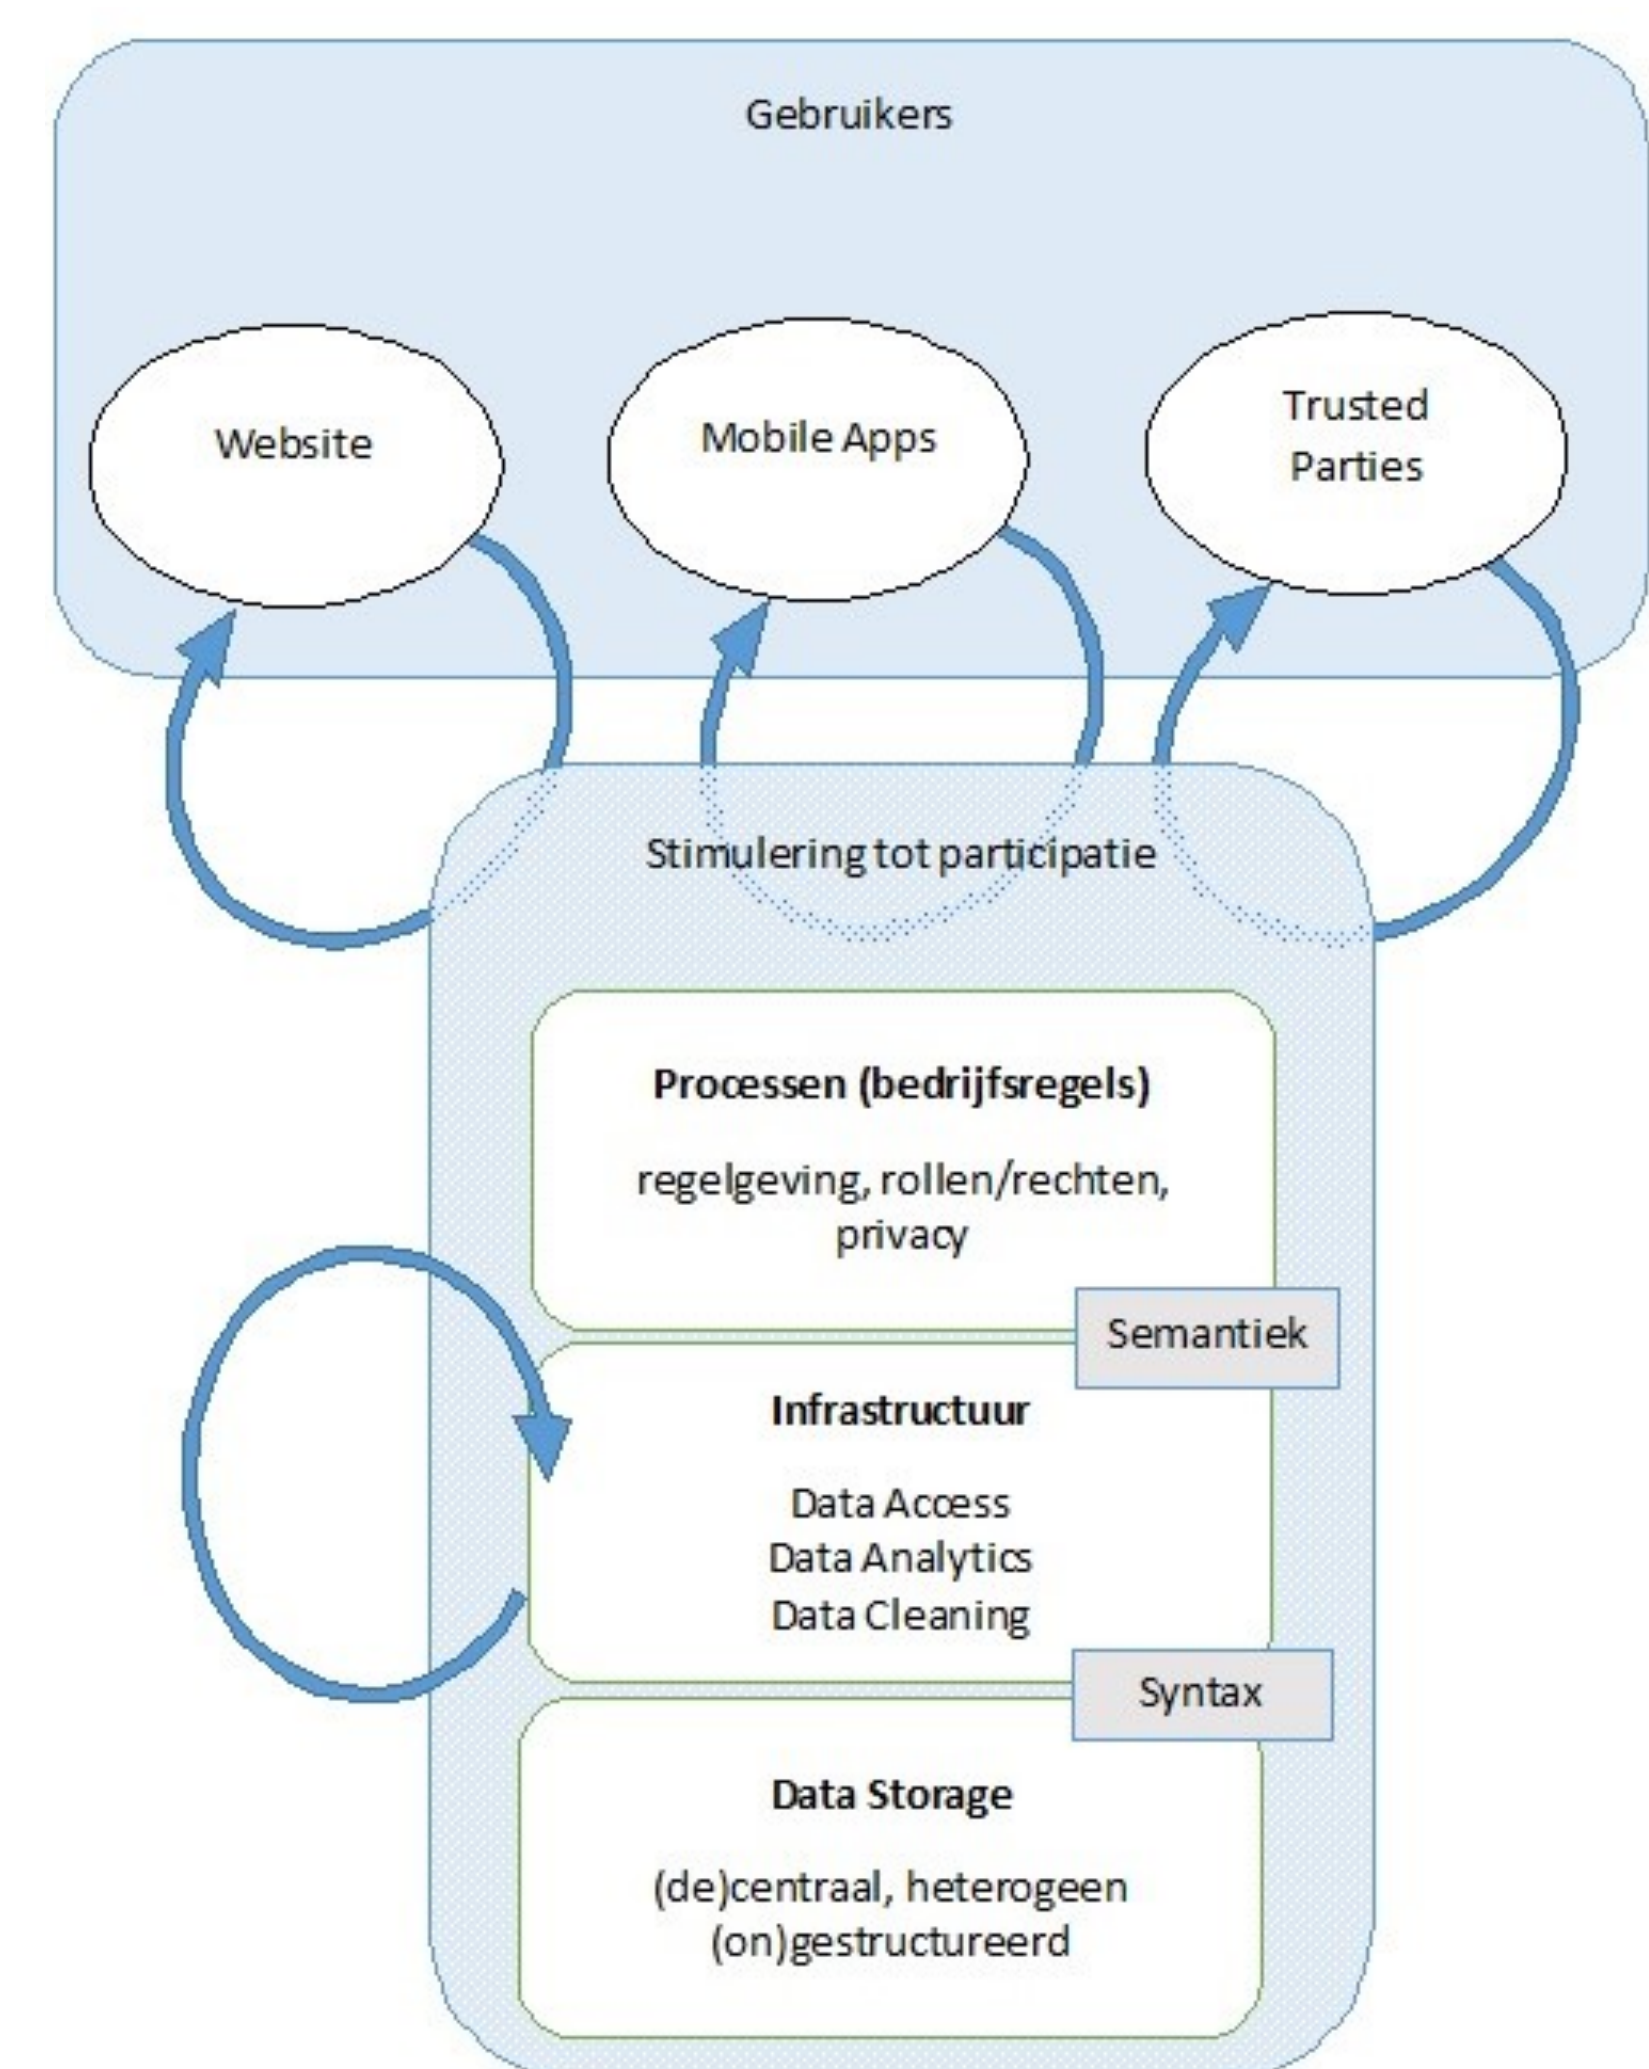 Gebruikers
Website
Mobile Apps
Trusted
Parties
Stimulering tot participatie
Processen (bedrijfsregels)
regelgeving, rollen/rechten,
privacy
Semantiek
Infrastructuur
Data Access
Data Analytics
Data Cleaning
Syntax
Data Storage
(de)centraal, heterogeen
(on)gestructureerd